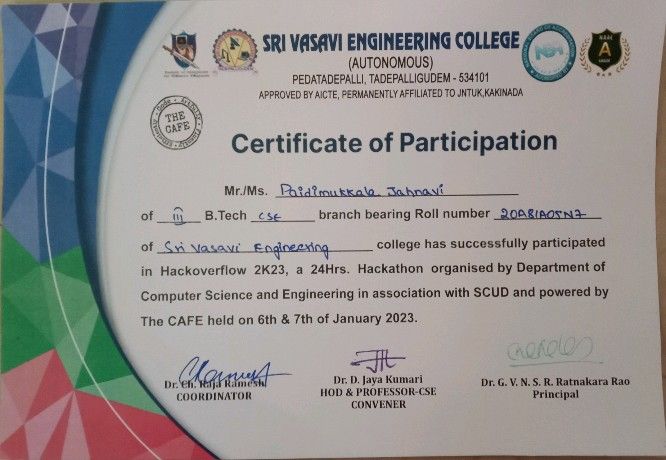 SRI VASAVI ENGINEERING COLLEGE
(AUTONOMOUS)
PEDATADEPALLI, TADEPALLIGUDEM - 534101
APPROVED BY AICTE, PERMANENTLY AFFILIATED TO JNTUK,KAKINADA
NAAC
A
GRADE
THE
CAFE
Certificate of Participation
Mr./Ms. Paidimukkala Jahnavi
of III B.Tech CSE branch bearing Roll number 20A81A05N7
of Sri Vasavi Engineering college has successfully participated
in Hackoverflow 2K23, a 24Hrs. Hackathon organised by Department of
Computer Science and Engineering in association with SCUD and powered by
The CAFE held on 6th & 7th of January 2023.
Dr. Ch. Raja Ramesh
COORDINATOR
Dr. D. Jaya Kumari
HOD & PROFESSOR-CSE
CONVENER
Dr. G. V. N. S. R. Ratnakara Rao
Principal